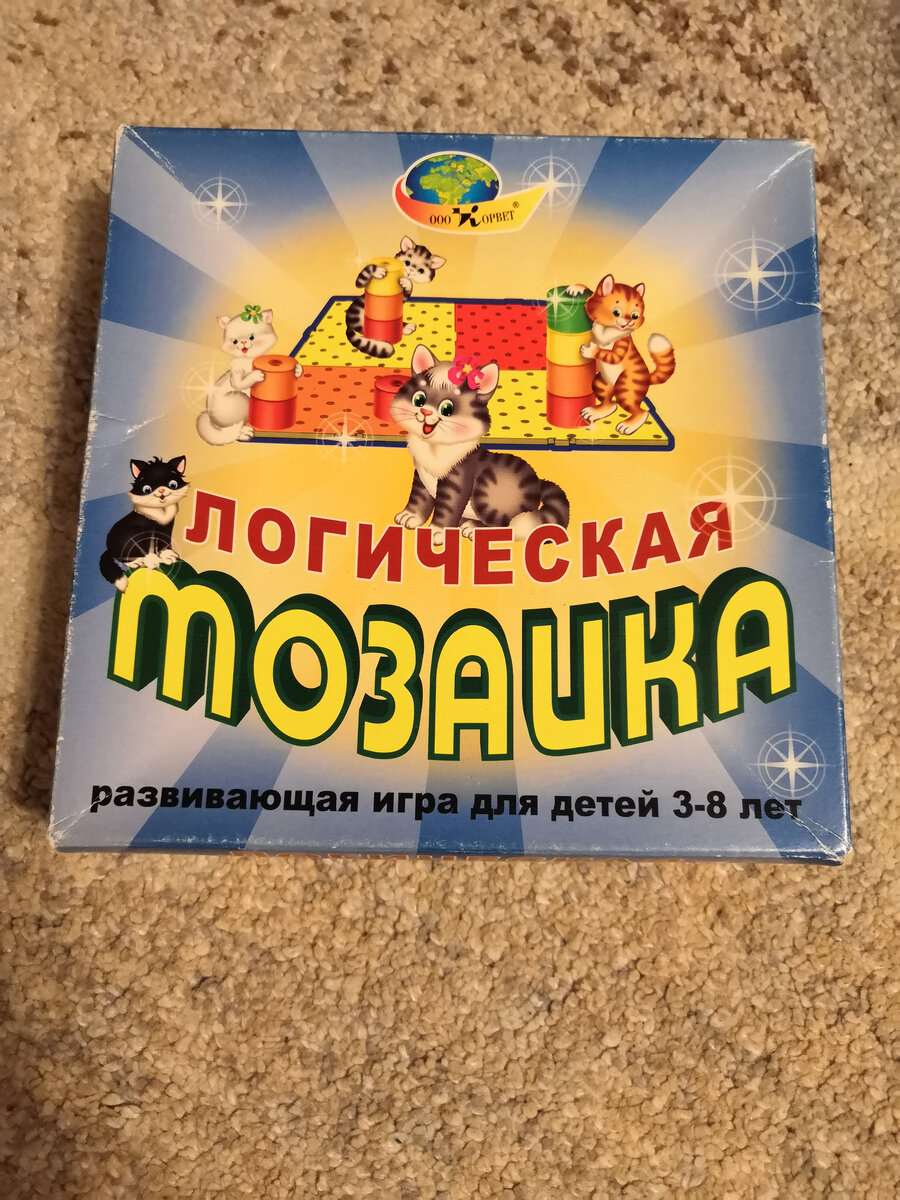 ООО КОРВЕТ®
ЛОГИЧЕСКАЯ
МОЗАИКА
развивающая игра для детей 3-8 лет